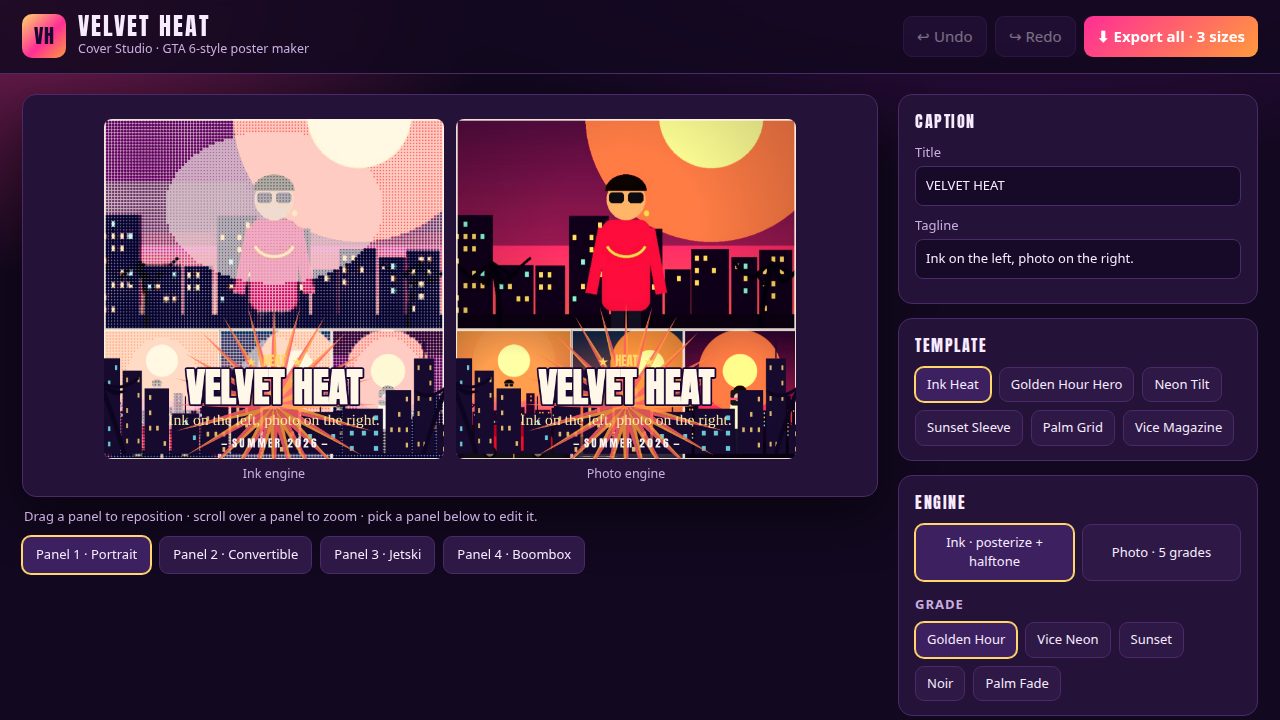 VH
VELVET HEAT
Cover Studio · GTA 6-style poster maker
↩ Undo
↪ Redo
⬇ Export all · 3 sizes
★ HEAT
VELVET HEAT
Ink on the left, photo on the right.
– SUMMER 2026 –
Ink engine
★ HEAT
VELVET HEAT
Ink on the left, photo on the right.
– SUMMER 2026 –
Photo engine
Drag a panel to reposition · scroll over a panel to zoom · pick a panel below to edit it.
Panel 1 · Portrait
Panel 2 · Convertible
Panel 3 · Jetski
Panel 4 · Boombox
CAPTION
Title
VELVET HEAT
Tagline
Ink on the left, photo on the right.
TEMPLATE
Ink Heat
Golden Hour Hero
Neon Tilt
Sunset Sleeve
Palm Grid
Vice Magazine
ENGINE
Ink · posterize +
halftone
Photo · 5 grades
GRADE
Golden Hour
Vice Neon
Sunset
Noir
Palm Fade